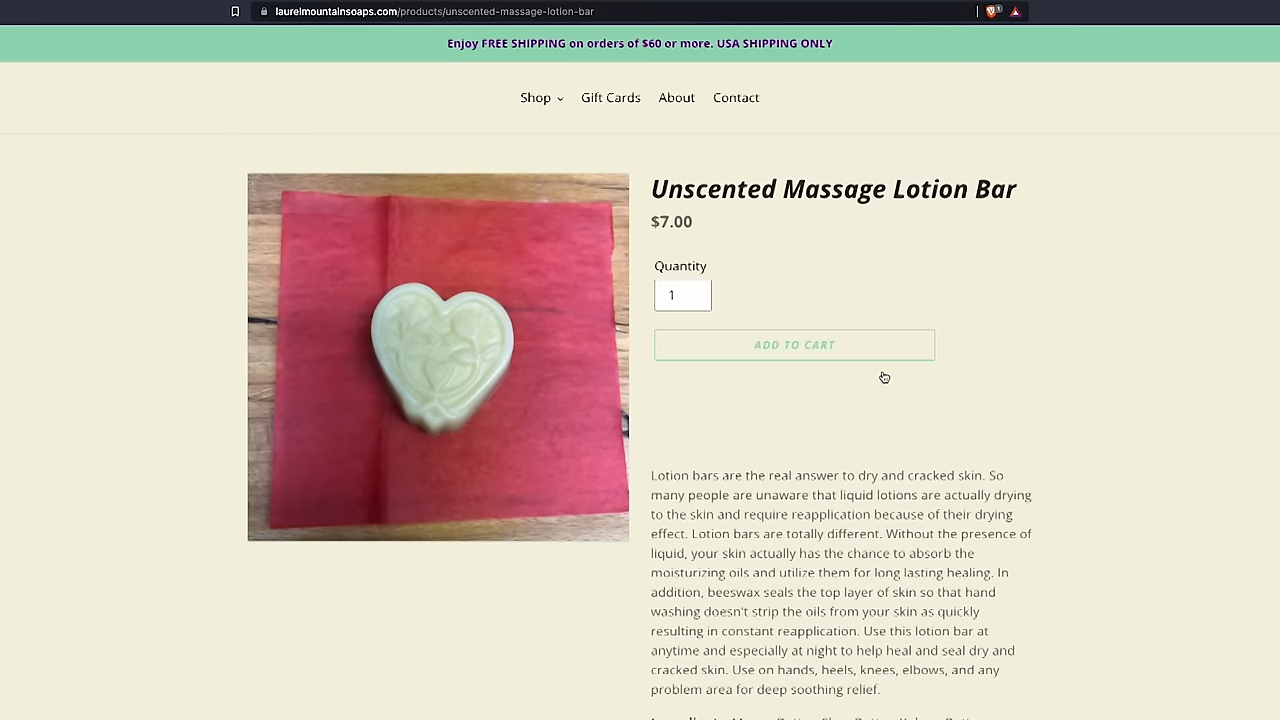 laurelmountainsoaps.com/products/unscented-massage-lotion-bar
1
Enjoy FREE SHIPPING on orders of $60 or more. USA SHIPPING ONLY
Shop
Gift Cards
About
Contact
Unscented Massage Lotion Bar
$7.00
Quantity
1
ADD TO CART
Lotion bars are the real answer to dry and cracked skin. So
many people are unaware that liquid lotions are actually drying
to the skin and require reapplication because of their drying
effect. Lotion bars are totally different. Without the presence of
liquid, your skin actually has the chance to absorb the
moisturizing oils and utilize them for long lasting healing. In
addition, beeswax seals the top layer of skin so that hand
washing doesn't strip the oils from your skin as quickly
resulting in constant reapplication. Use this lotion bar at
anytime and especially at night to help heal and seal dry and
cracked skin. Use on hands, heels, knees, elbows, and any
problem area for deep soothing relief.